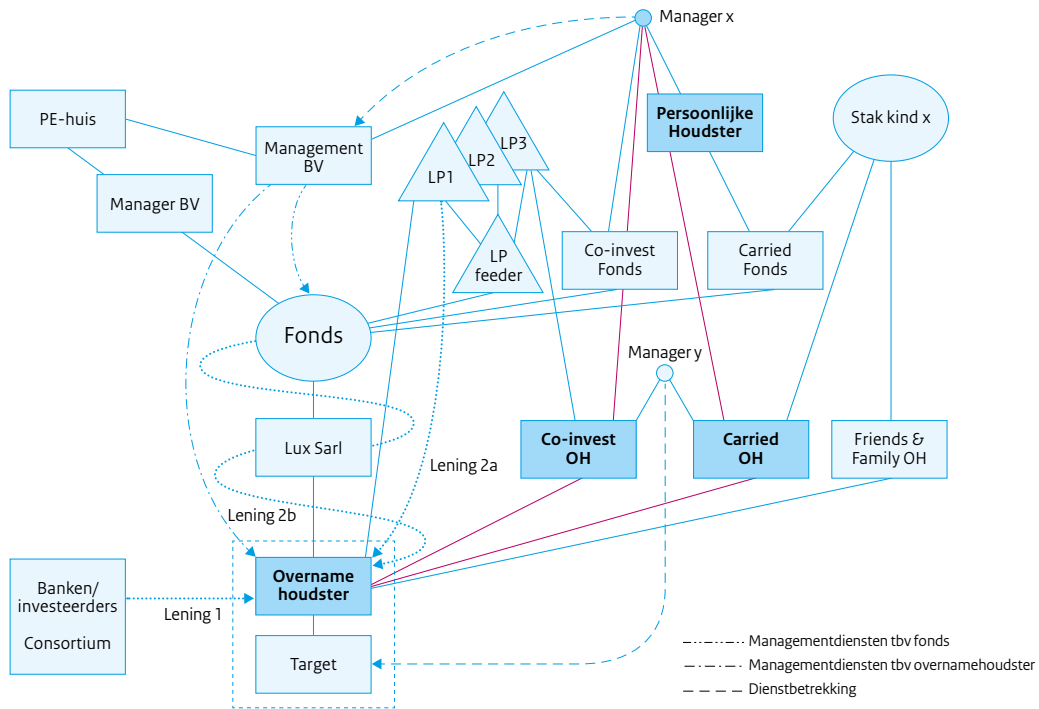 Manager x
PE-huis
Persoonlijke
Houdster
Stak kind x
Management
BV
LP1
LP2
LP3
Manager BV
LP
feeder
Co-invest
Fonds
Carried
Fonds
Fonds
Manager y
Lux Sarl
Co-invest
OH
Carried
OH
Friends &
Family OH
Lening 2a
Lening 2b
Overname
houdster
Banken/
investeerders
Consortium
Lening 1
Target
Managementdiensten tbv fonds
Managementdiensten tbv overnamehoudster
Dienstbetrekking